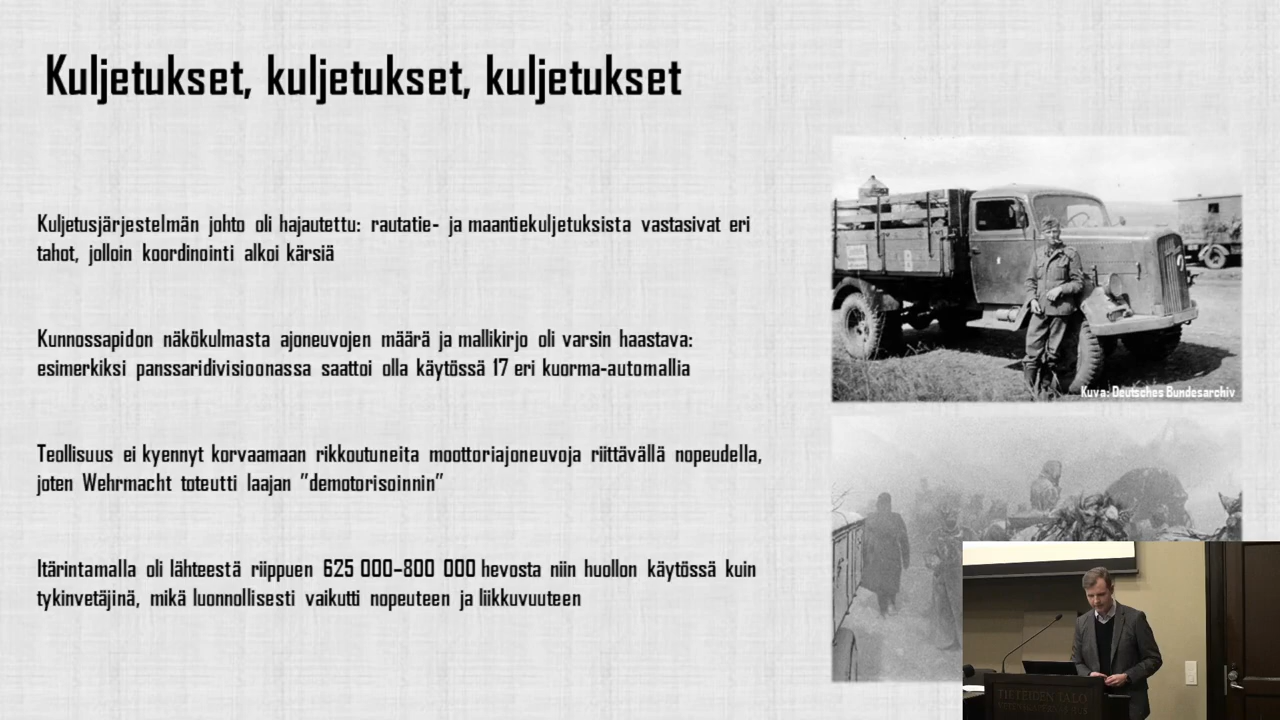 Kuljetukset, kuljetukset, kuljetukset
Kuljetusjärjestelmän johto oli hajautettu: rautatie- ja maantiekuljetuksista vastasivat eri
tahot, jolloin koordinointi alkoi kärsiä
Kunnossapidon näkökulmasta ajoneuvojen määrä ja mallikirjo oli varsin haastava:
esimerkiksi panssaridivisioonassa saattoi olla käytössä 17 eri kuorma-automallia
Kuva: Deutsches Bundesarchiv
Teollisuus ei kyennyt korvaamaan rikkoutuneita moottoriajoneuvoja riittävällä nopeudella,
joten Wehrmacht toteutti laajan ”demotorisoinnin”
Itärintamalla oli lähteestä riippuen 625 000–800 000 hevosta niin huollon käytössä kuin
tykinvetäjinä, mikä luonnollisesti vaikutti nopeuteen ja liikkuvuuteen
TIETEIDEN TALO